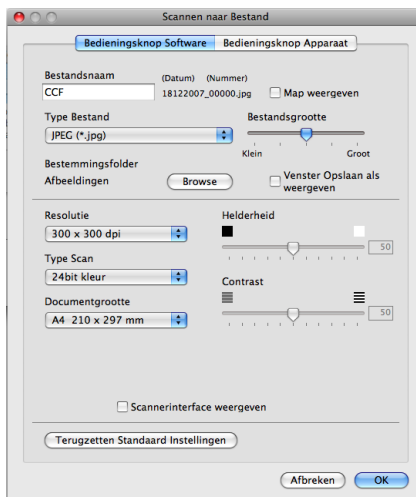 Scannen naar Bestand
Bedieningsknop Software Bedieningsknop Apparaat
Bestandsnaam (Datum) (Nummer)
CCF 18122007_00000.jpg Map weergeven
Type Bestand Bestandsgrootte
JPEG (*.jpg)
Klein Groot
Bestemmingsfolder
Afbeeldingen Browse Venster Opslaan als
weergeven
Resolutie Helderheid
300 x 300 dpi
50
Type Scan
24bit kleur
Contrast
Documentgrootte
A4 210 x 297 mm 50
Scannerinterface weergeven
Terugzetten Standaard Instellingen
Afbreken OK